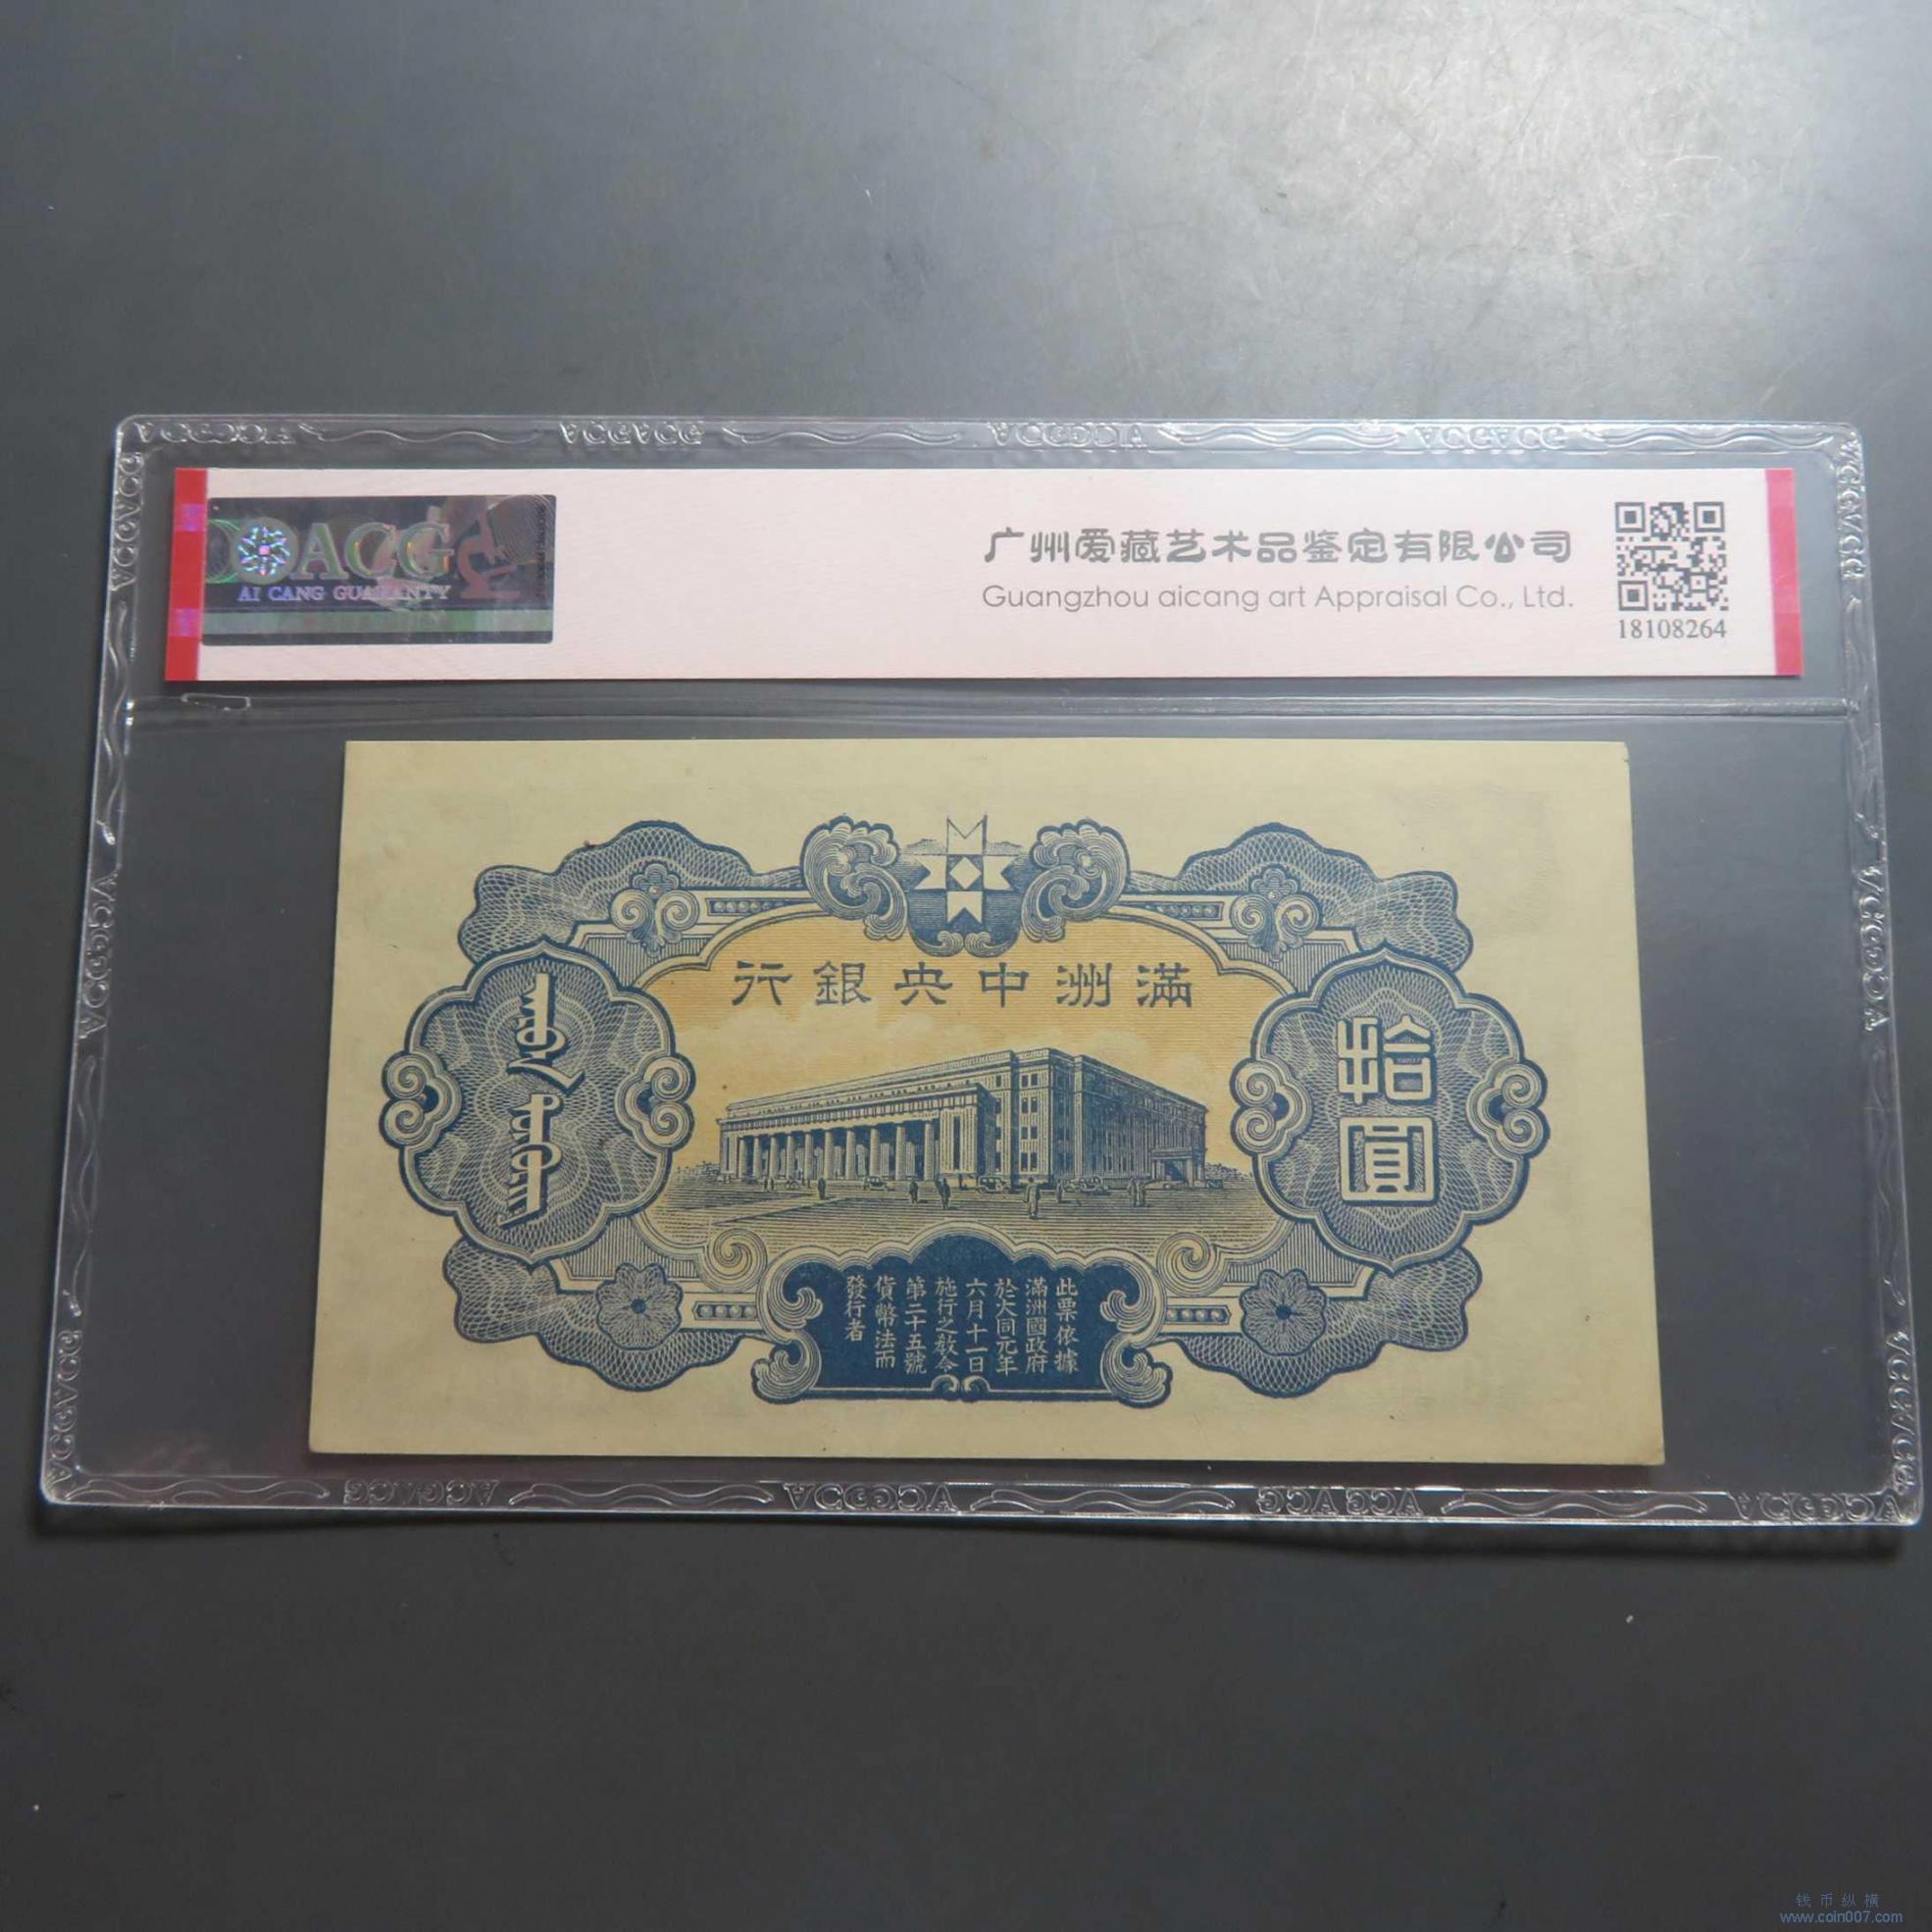 ACG
AI CANG GUARANTY
广州爱藏艺术品鉴定有限公司
Guangzhou aicang art Appraisal Co., Ltd.
18108264
滿洲中央銀行
拾圓
此票依據
滿洲國政府
於大同元年
六月十一日
施行之敎令
第二十五號
貨幣法而
發行者
钱币纵横
www.coin007.com